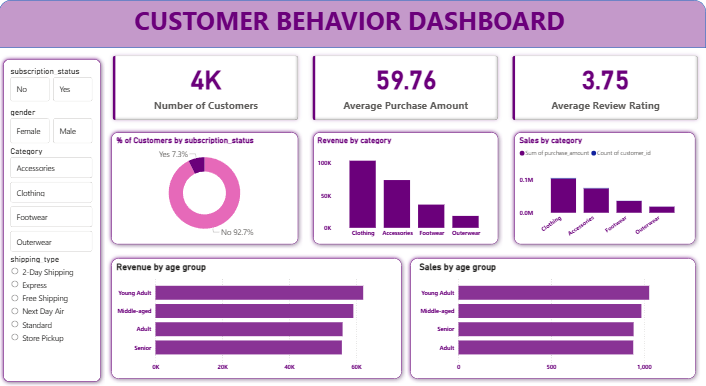 CUSTOMER BEHAVIOR DASHBOARD
subscription_status
No
Yes
gender
Female
Male
Category
Accessories
Clothing
Footwear
Outerwear
shipping_type
2-Day Shipping
Express
Free Shipping
Next Day Air
Standard
Store Pickup
4K
Number of Customers
59.76
Average Purchase Amount
3.75
Average Review Rating
% of Customers by subscription_status
Yes 7.3%
No 92.7%
Revenue by category
100K
50K
0K
Clothing
Accessories
Footwear
Outerwear
Sales by category
Sum of purchase_amount
Count of customer_id
0.1M
0.0M
Clothing
Accessories
Footwear
Outerwear
Revenue by age group
Young Adult
Middle-aged
Adult
Senior
0K
20K
40K
60K
Sales by age group
Young Adult
Middle-aged
Senior
Adult
0
500
1,000